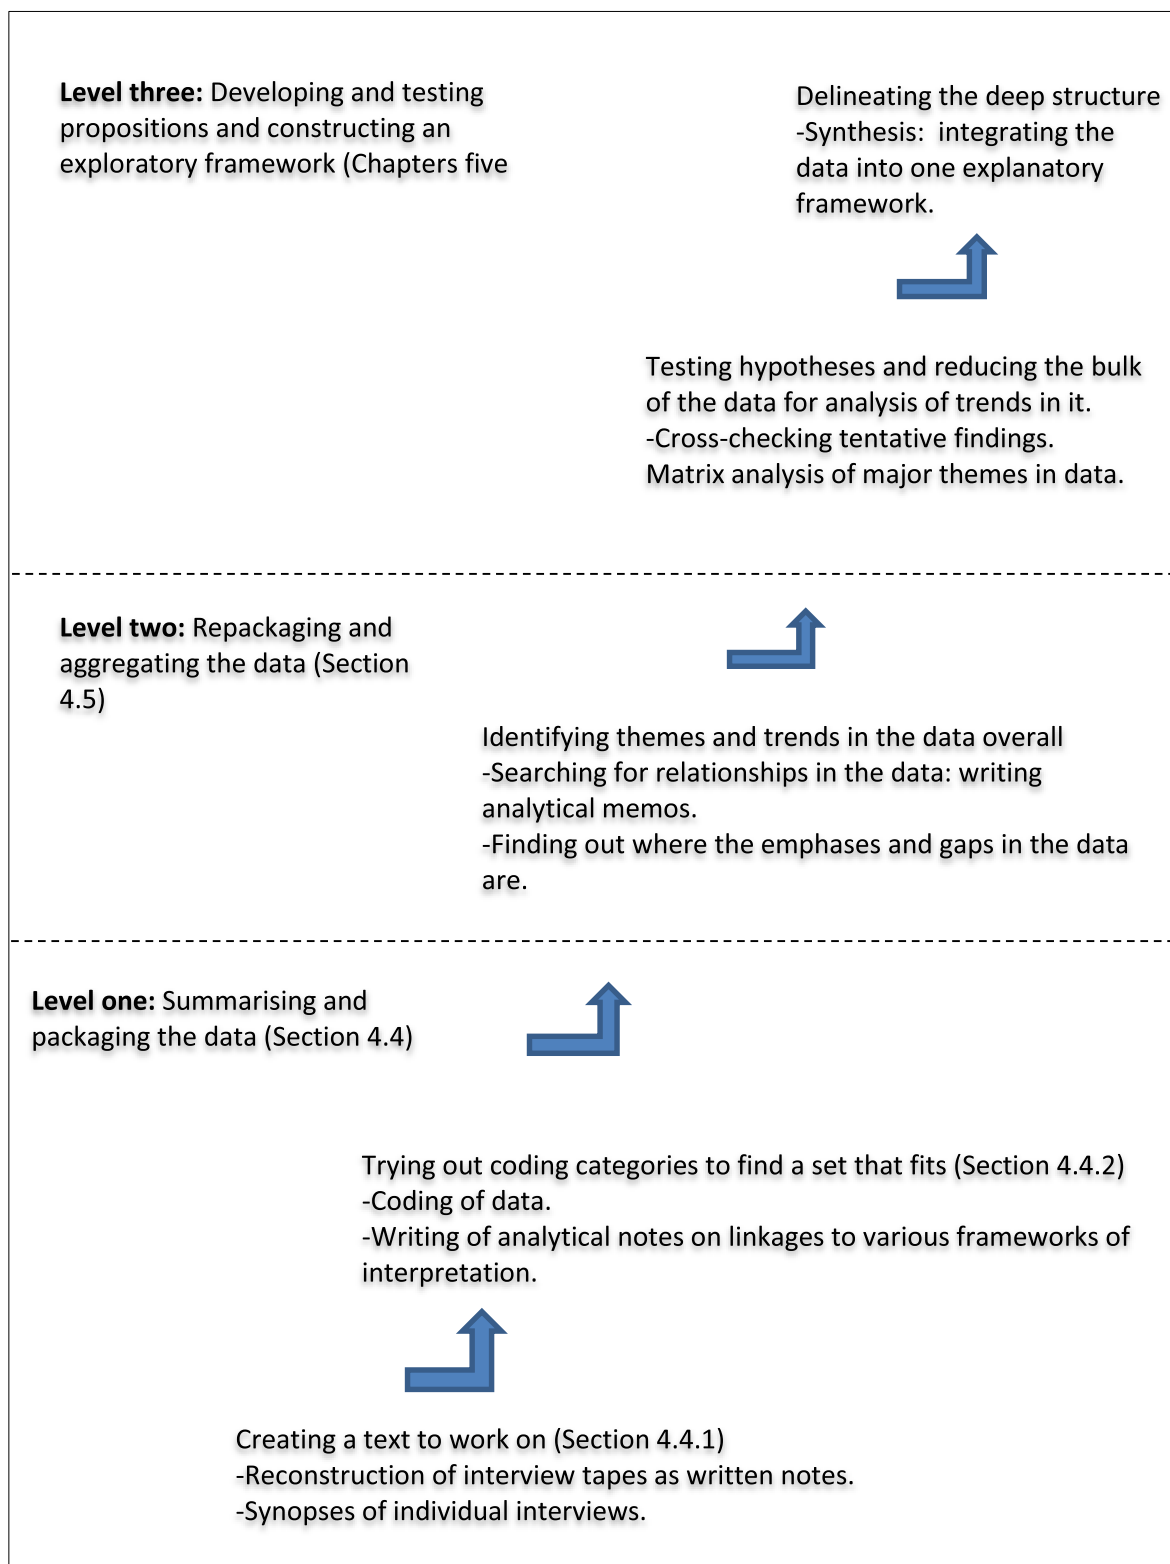 Level three: Developing and testing
propositions and constructing an
exploratory framework (Chapters five
Delineating the deep structure
-Synthesis:  integrating the
data into one explanatory
framework.
Testing hypotheses and reducing the bulk
of the data for analysis of trends in it.
-Cross-checking tentative findings.
Matrix analysis of major themes in data.
Level two: Repackaging and
aggregating the data (Section
4.5)
Identifying themes and trends in the data overall
-Searching for relationships in the data: writing
analytical memos.
-Finding out where the emphases and gaps in the data
are.
Level one: Summarising and
packaging the data (Section 4.4)
Trying out coding categories to find a set that fits (Section 4.4.2)
-Coding of data.
-Writing of analytical notes on linkages to various frameworks of
interpretation.
Creating a text to work on (Section 4.4.1)
-Reconstruction of interview tapes as written notes.
-Synopses of individual interviews.